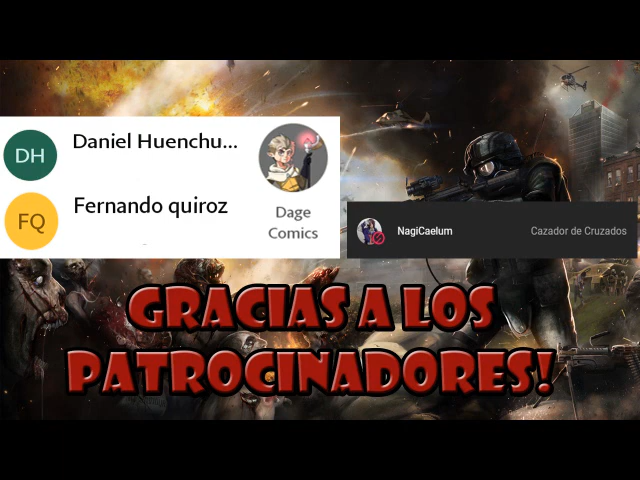 DH
Daniel Huenchu...
FQ
Fernando quiroz
Dage
Comics
NagiCaelum
Cazador de Cruzados
GRACIAS A LOS
PATROCINADORES!